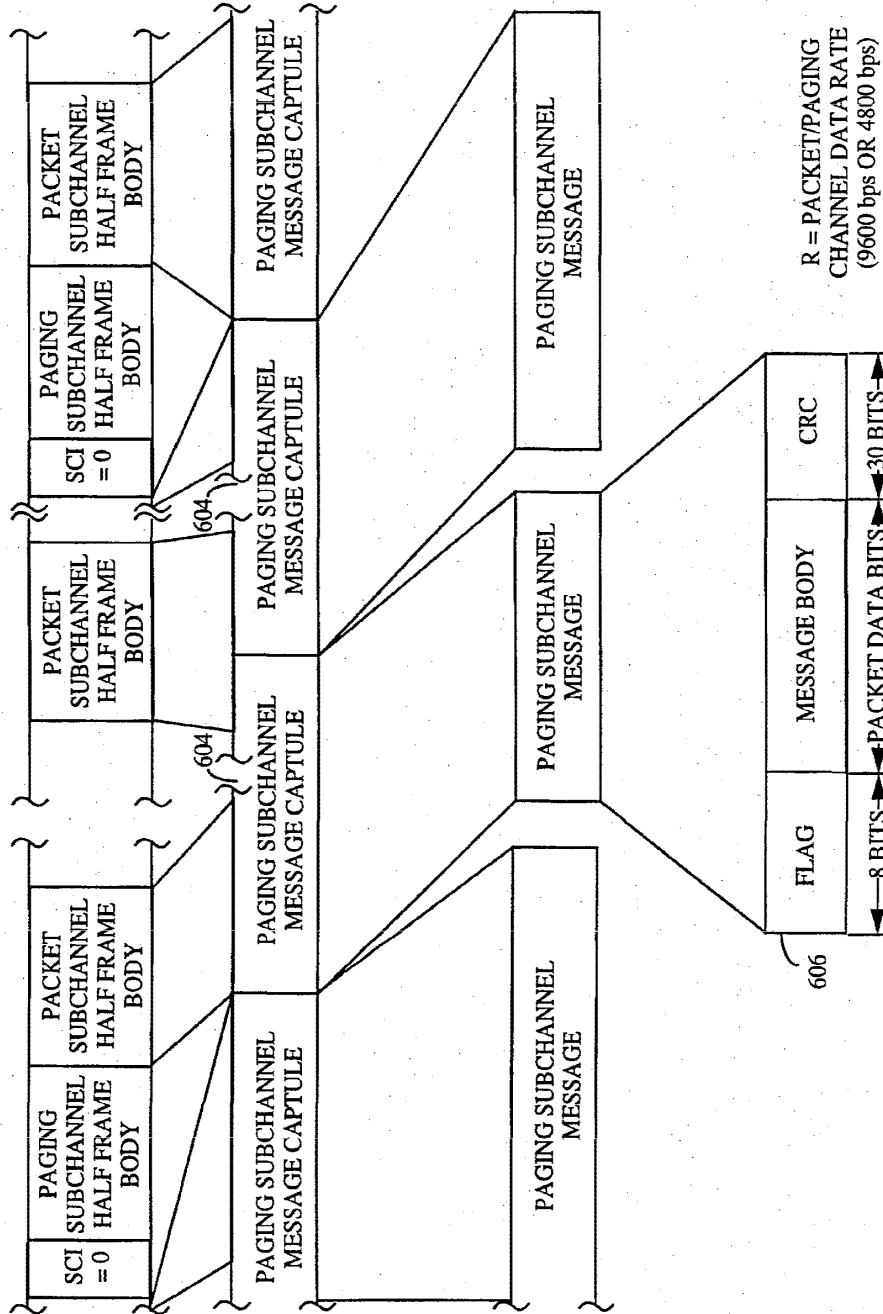 SCI
= 0
PAGING
SUBCHANNEL
HALF FRAME
BODY
PACKET
SUBCHANNEL
HALF FRAME
BODY
PACKET
SUBCHANNEL
HALF FRAME
BODY
SCI
= 0
PAGING
SUBCHANNEL
HALF FRAME
BODY
PACKET
SUBCHANNEL
HALF FRAME
BODY
604
604
PAGING SUBCHANNEL
MESSAGE CAPTULE
PAGING SUBCHANNEL
MESSAGE CAPTULE
PAGING SUBCHANNEL
MESSAGE CAPTULE
PAGING SUBCHANNEL
MESSAGE CAPTULE
PAGING SUBCHANNEL
MESSAGE
PAGING SUBCHANNEL
MESSAGE
PAGING SUBCHANNEL
MESSAGE
606
FLAG
MESSAGE BODY
CRC
8 BITS
PACKET DATA BITS
30 BITS
R = PACKET/PAGING
CHANNEL DATA RATE
(9600 bps OR 4800 bps)